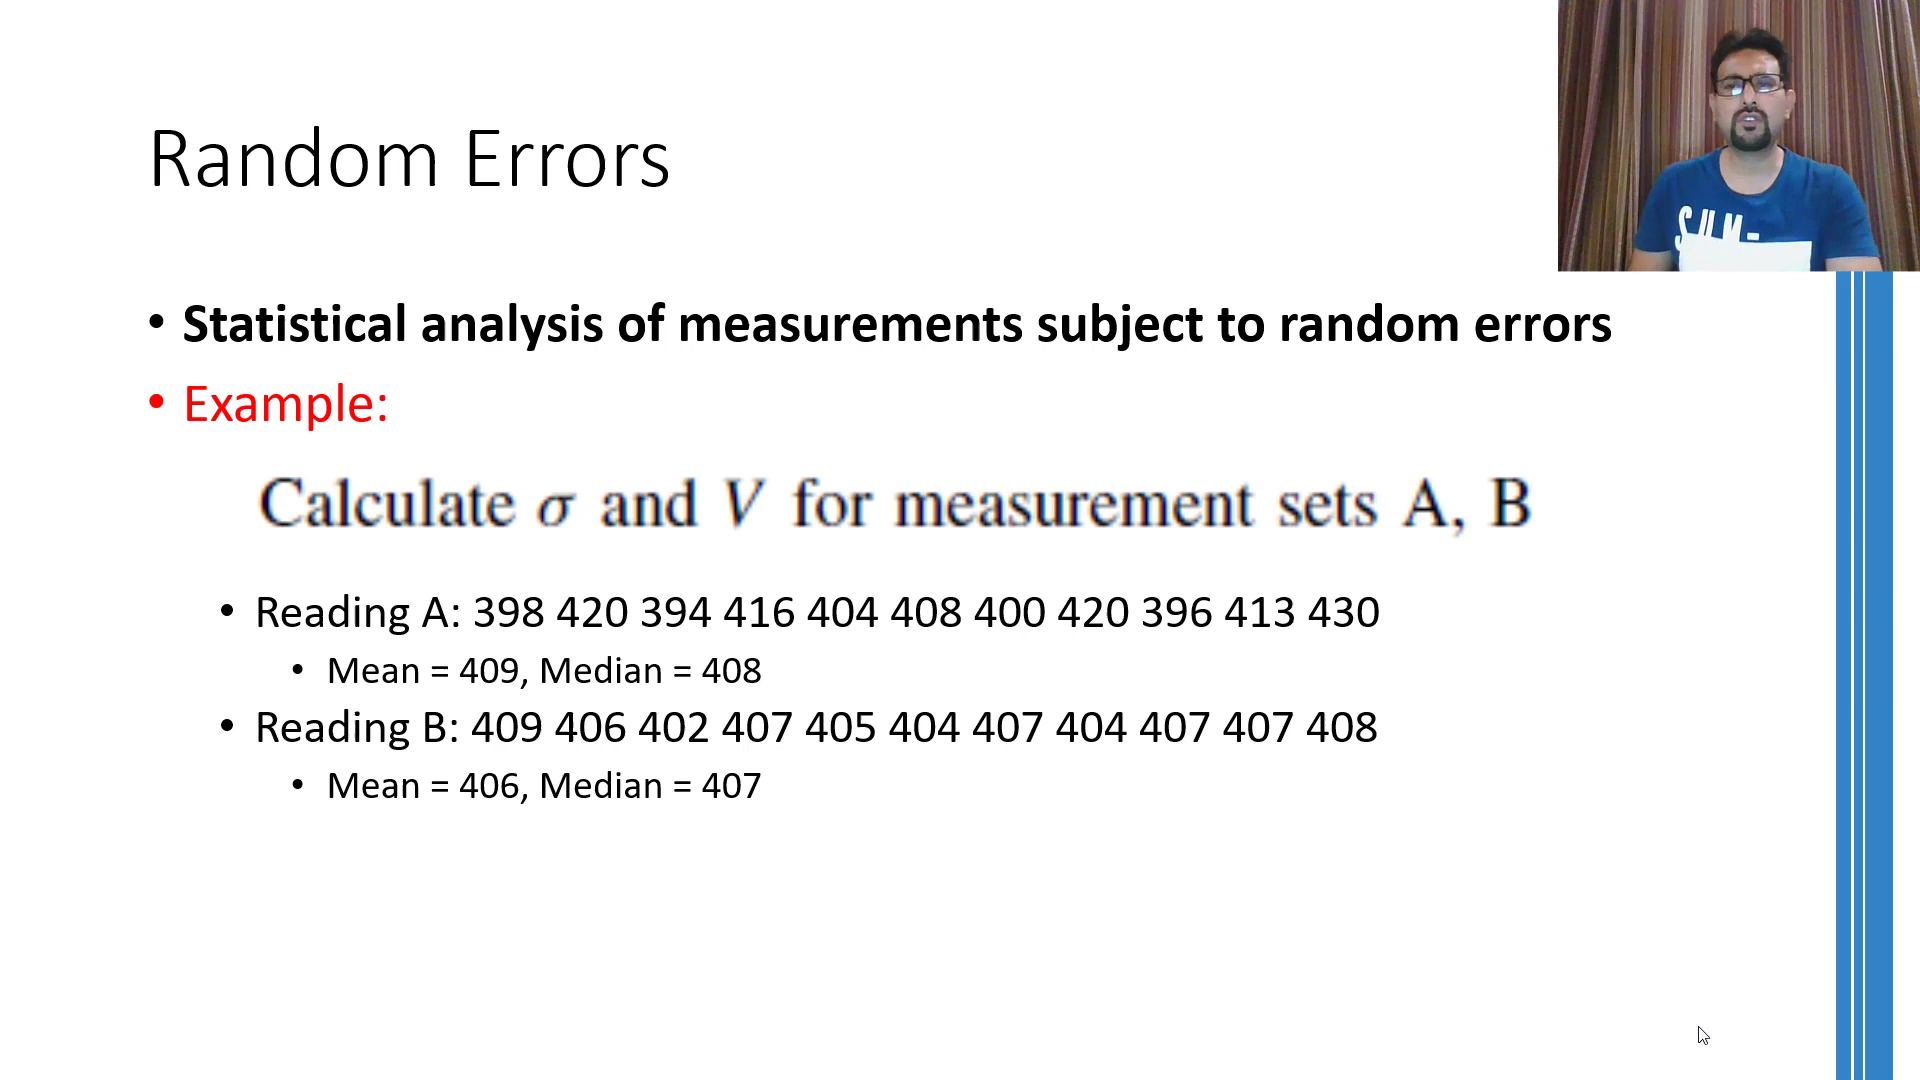 Random Errors
• Statistical analysis of measurements subject to random errors
• Example:
Calculate σ and V for measurement sets A, B
• Reading A: 398 420 394 416 404 408 400 420 396 413 430
• Mean = 409, Median = 408
• Reading B: 409 406 402 407 405 404 407 404 407 407 408
• Mean = 406, Median = 407